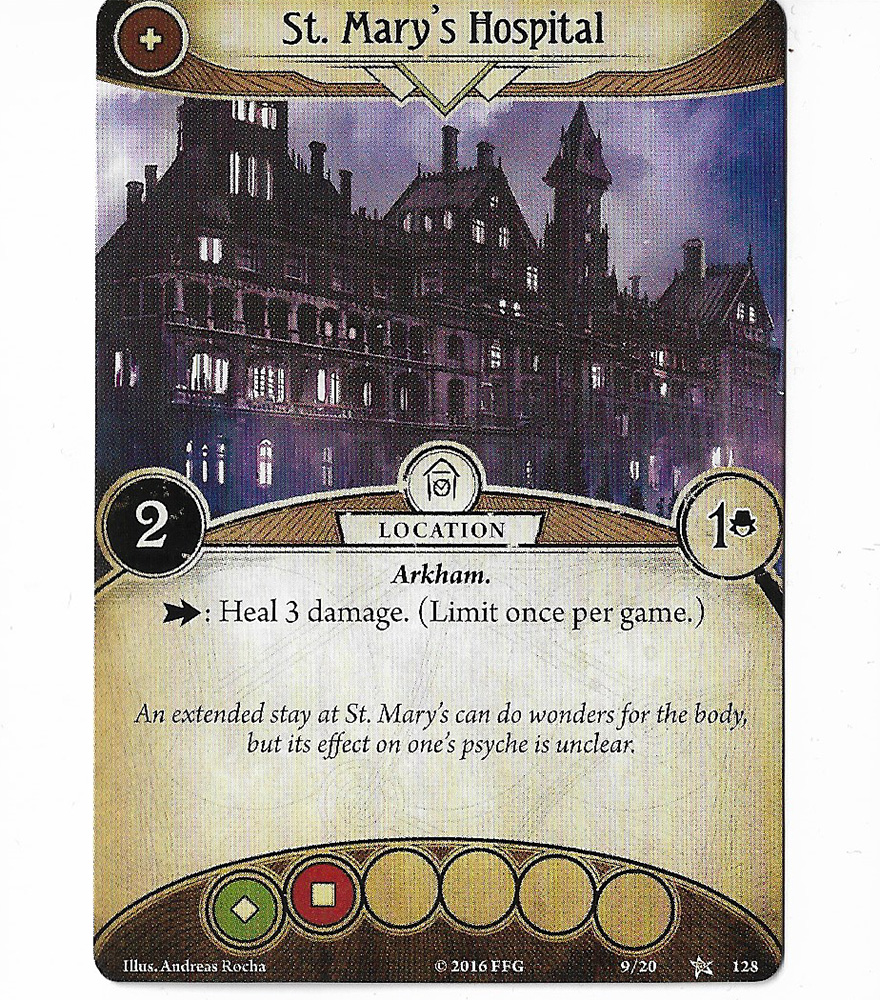 St. Mary's Hospital
2
LOCATION
1
Arkham.
: Heal 3 damage. (Limit once per game.)
An extended stay at St. Mary's can do wonders for the body,
but its effect on one's psyche is unclear.
Illus. Andreas Rocha © 2016 FFG 9/20 128